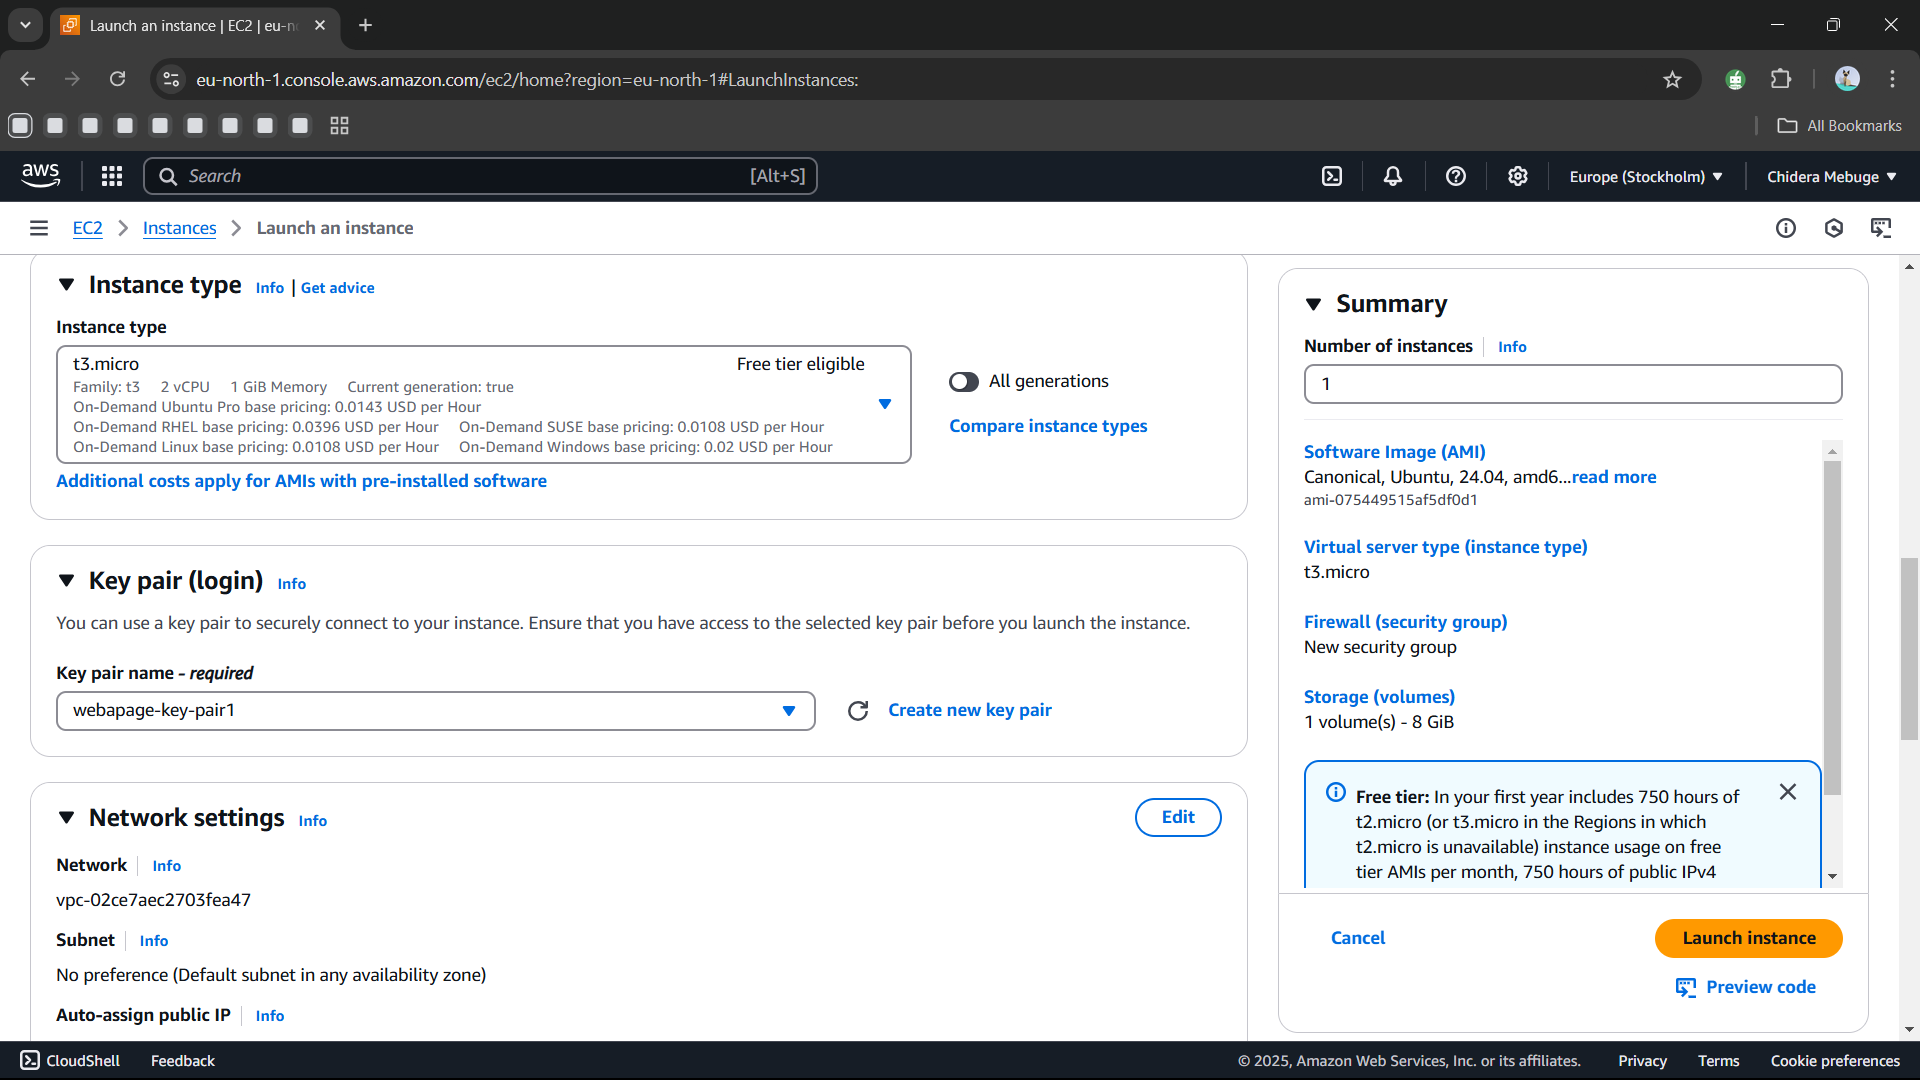 Launch an instance | EC2 | eu-n
eu-north-1.console.aws.amazon.com/ec2/home?region=eu-north-1#LaunchInstances:
All Bookmarks
aws
Search
[Alt+S]
Europe (Stockholm)
Chidera Mebuge
EC2
Instances
Launch an instance
Instance type
Info | Get advice
Instance type
t3.micro
Free tier eligible
Family: t3 2 vCPU 1 GiB Memory Current generation: true
On-Demand Ubuntu Pro base pricing: 0.0143 USD per Hour
On-Demand RHEL base pricing: 0.0396 USD per Hour On-Demand SUSE base pricing: 0.0108 USD per Hour
On-Demand Linux base pricing: 0.0108 USD per Hour On-Demand Windows base pricing: 0.02 USD per Hour
All generations
Compare instance types
Additional costs apply for AMIs with pre-installed software
Key pair (login) Info
You can use a key pair to securely connect to your instance. Ensure that you have access to the selected key pair before you launch the instance.
Key pair name - required
webapage-key-pair1
Create new key pair
Network settings Info
Edit
Network Info
vpc-02ce7aec2703fea47
Subnet Info
No preference (Default subnet in any availability zone)
Auto-assign public IP Info
Summary
Number of instances Info
1
Software Image (AMI)
Canonical, Ubuntu, 24.04, amd6...read more
ami-075449515af5df0d1
Virtual server type (instance type)
t3.micro
Firewall (security group)
New security group
Storage (volumes)
1 volume(s) - 8 GiB
Free tier: In your first year includes 750 hours of
t2.micro (or t3.micro in the Regions in which
t2.micro is unavailable) instance usage on free
tier AMIs per month, 750 hours of public IPv4
Cancel
Launch instance
Preview code
CloudShell
Feedback
© 2025, Amazon Web Services, Inc. or its affiliates.
Privacy
Terms
Cookie preferences